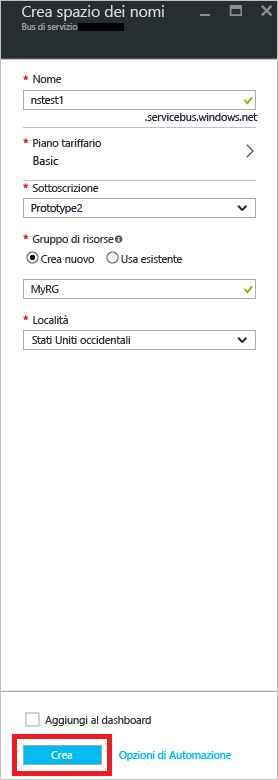 Crea spazio dei nomi
Bus di servizio
* Nome
nstest1
.servicebus.windows.net
* Piano tariffario
Basic
* Sottoscrizione
Prototype2
* Gruppo di risorse
Crea nuovo Usa esistente
MyRG
* Località
Stati Uniti occidentali
Aggiungi al dashboard
Crea Opzioni di Automazione